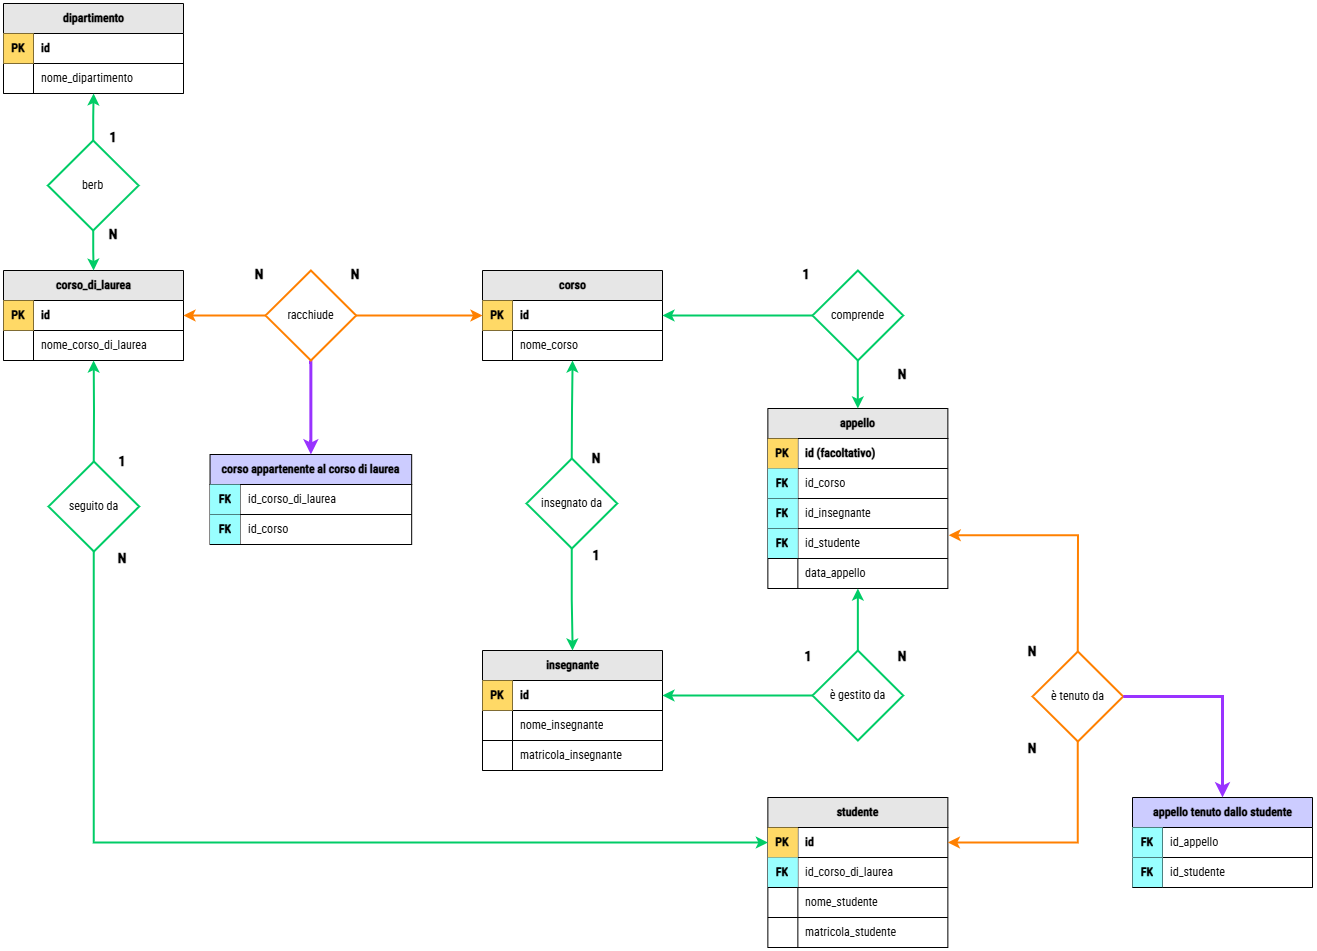 dipartimento
PK id
nome_dipartimento
1
berb
N
corso_di_laurea
PK id
nome_corso_di_laurea
N
racchiude
N
corso
PK id
nome_corso
1
comprende
N
appello
PK id (facoltativo)
FK id_corso
FK id_insegnante
FK id_studente
data_appello
corso appartenente al corso di laurea
FK id_corso_di_laurea
FK id_corso
1
seguito da
N
N
insegnato da
1
insegnante
PK id
nome_insegnante
matricola_insegnante
1
N
è gestito da
N
è tenuto da
N
studente
PK id
FK id_corso_di_laurea
nome_studente
matricola_studente
appello tenuto dallo studente
FK id_appello
FK id_studente